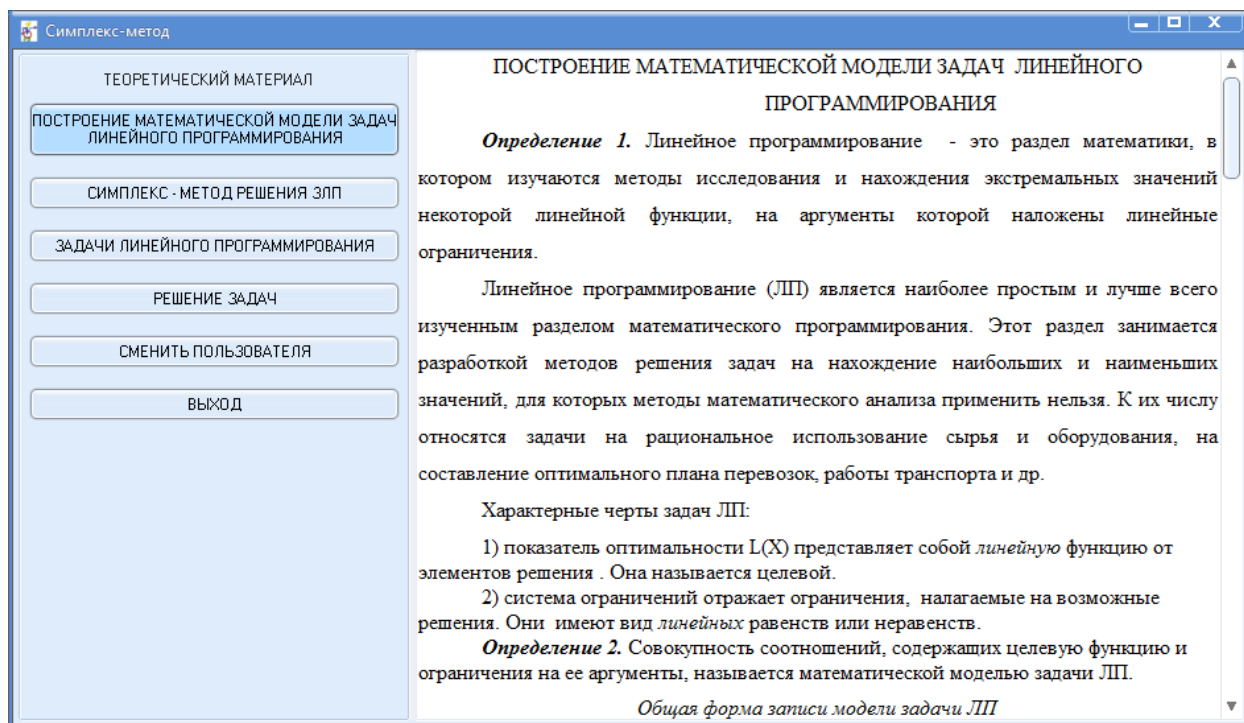 Симплекс-метод
ТЕОРЕТИЧЕСКИЙ МАТЕРИАЛ
ПОСТРОЕНИЕ МАТЕМАТИЧЕСКОЙ МОДЕЛИ ЗАДАЧ
ЛИНЕЙНОГО ПРОГРАММИРОВАНИЯ
СИМПЛЕКС - МЕТОД РЕШЕНИЯ ЗЛП
ЗАДАЧИ ЛИНЕЙНОГО ПРОГРАММИРОВАНИЯ
РЕШЕНИЕ ЗАДАЧ
СМЕНИТЬ ПОЛЬЗОВАТЕЛЯ
ВЫХОД
ПОСТРОЕНИЕ МАТЕМАТИЧЕСКОЙ МОДЕЛИ ЗАДАЧ ЛИНЕЙНОГО
ПРОГРАММИРОВАНИЯ
Определение 1. Линейное программирование - это раздел математики, в
котором изучаются методы исследования и нахождения экстремальных значений
некоторой линейной функции, на аргументы которой наложены линейные
ограничения.
Линейное программирование (ЛП) является наиболее простым и лучше всего
изученным разделом математического программирования. Этот раздел занимается
разработкой методов решения задач на нахождение наибольших и наименьших
значений, для которых методы математического анализа применить нельзя. К их числу
относятся задачи на рациональное использование сырья и оборудования, на
составление оптимального плана перевозок, работы транспорта и др.
Характерные черты задач ЛП:
1) показатель оптимальности L(X) представляет собой линейную функцию от
элементов решения . Она называется целевой.
2) система ограничений отражает ограничения, налагаемые на возможные
решения. Они имеют вид линейных равенств или неравенств.
Определение 2. Совокупность соотношений, содержащих целевую функцию и
ограничения на ее аргументы, называется математической моделью задачи ЛП.
Общая форма записи модели задачи ЛП